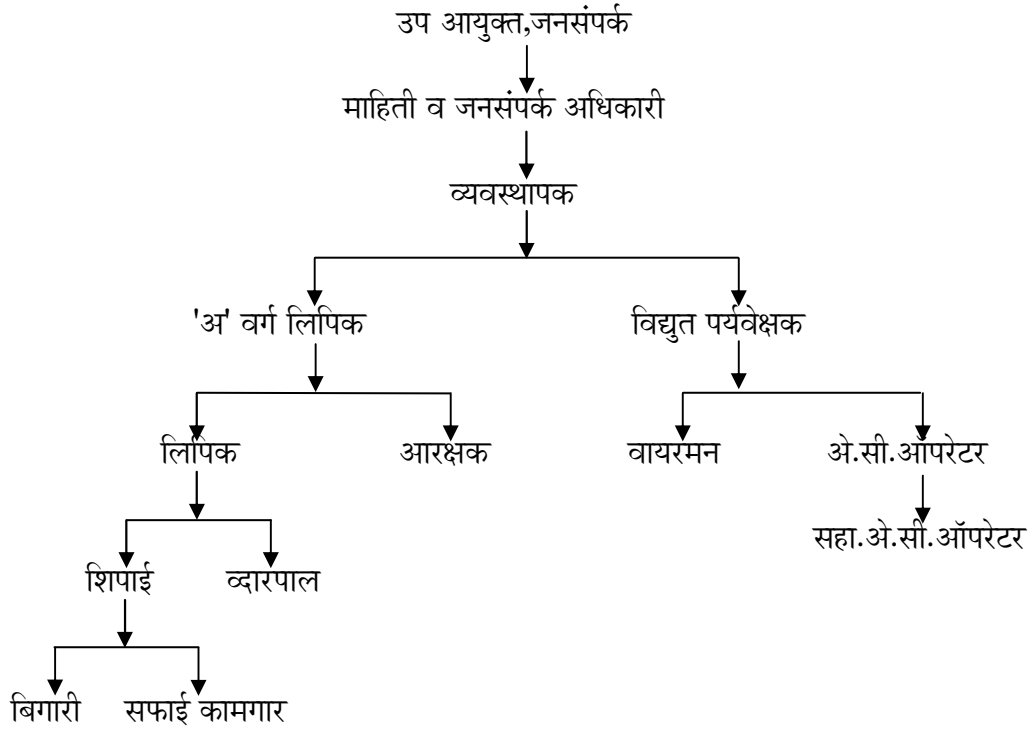 उप आयुक्त,जनसंपर्क
माहिती व जनसंपर्क अधिकारी
व्यवस्थापक
'अ' वर्ग लिपिक
विद्युत पर्यवेक्षक
लिपिक
आरक्षक
वायरमन
अे.सी.ऑपरेटर
सहा.अे.सी.ऑपरेटर
शिपाई
व्दारपाल
बिगारी
सफाई कामगार